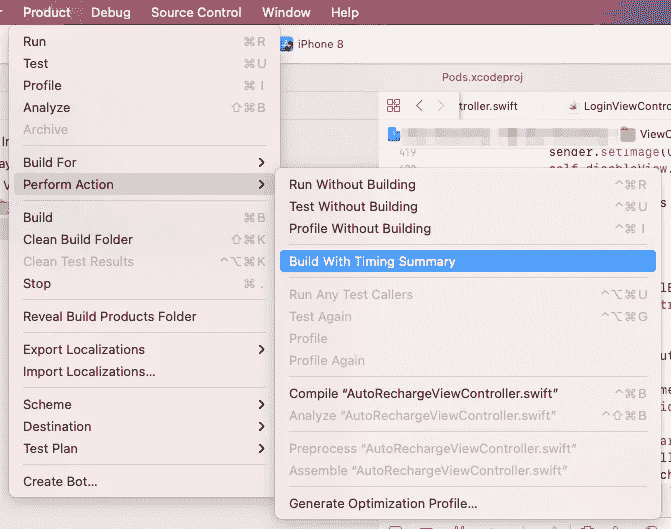 Product Debug Source Control Window Help
iPhone 8
Pods.xcodeproj
Run ⌘R
Test ⌘U
Profile ⌘I
Analyze ⇧⌘B
Archive
Build For
Perform Action
Build ⌘B
Clean Build Folder ⇧⌘K
Clean Test Results ^⌥⌘K
Stop ⌘.
Reveal Build Products Folder
Export Localizations
Import Localizations...
Scheme
Destination
Test Plan
Create Bot...
troller.swift LoginViewContro
ViewC
419 sender.setImage(
Run Without Building ^⌘R
Test Without Building ^⌘U
Profile Without Building ^⌘I
Build With Timing Summary
Run Any Test Callers ^⌥⌘U
Test Again ^⌥⌘G
Profile
Profile Again
Compile “AutoRechargeViewController.swift” ^⌘B
Analyze “AutoRechargeViewController.swift” ^⇧⌘B
Preprocess “AutoRechargeViewController.swift”
Assemble “AutoRechargeViewController.swift”
Generate Optimization Profile...